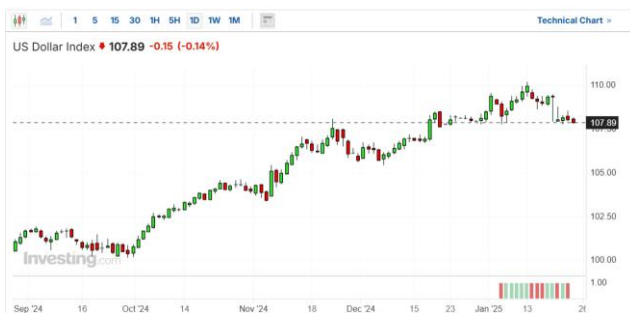 1 5 15 30 1H 5H 1D 1W 1M Technical Chart »
US Dollar Index 107.89 -0.15 (-0.14%)
110.00
107.89
105.00
102.50
Investing.com
100.00
1.00
Sep '24 16 Oct '24 14 Nov '24 18 Dec '24 15 23 Jan '25 13